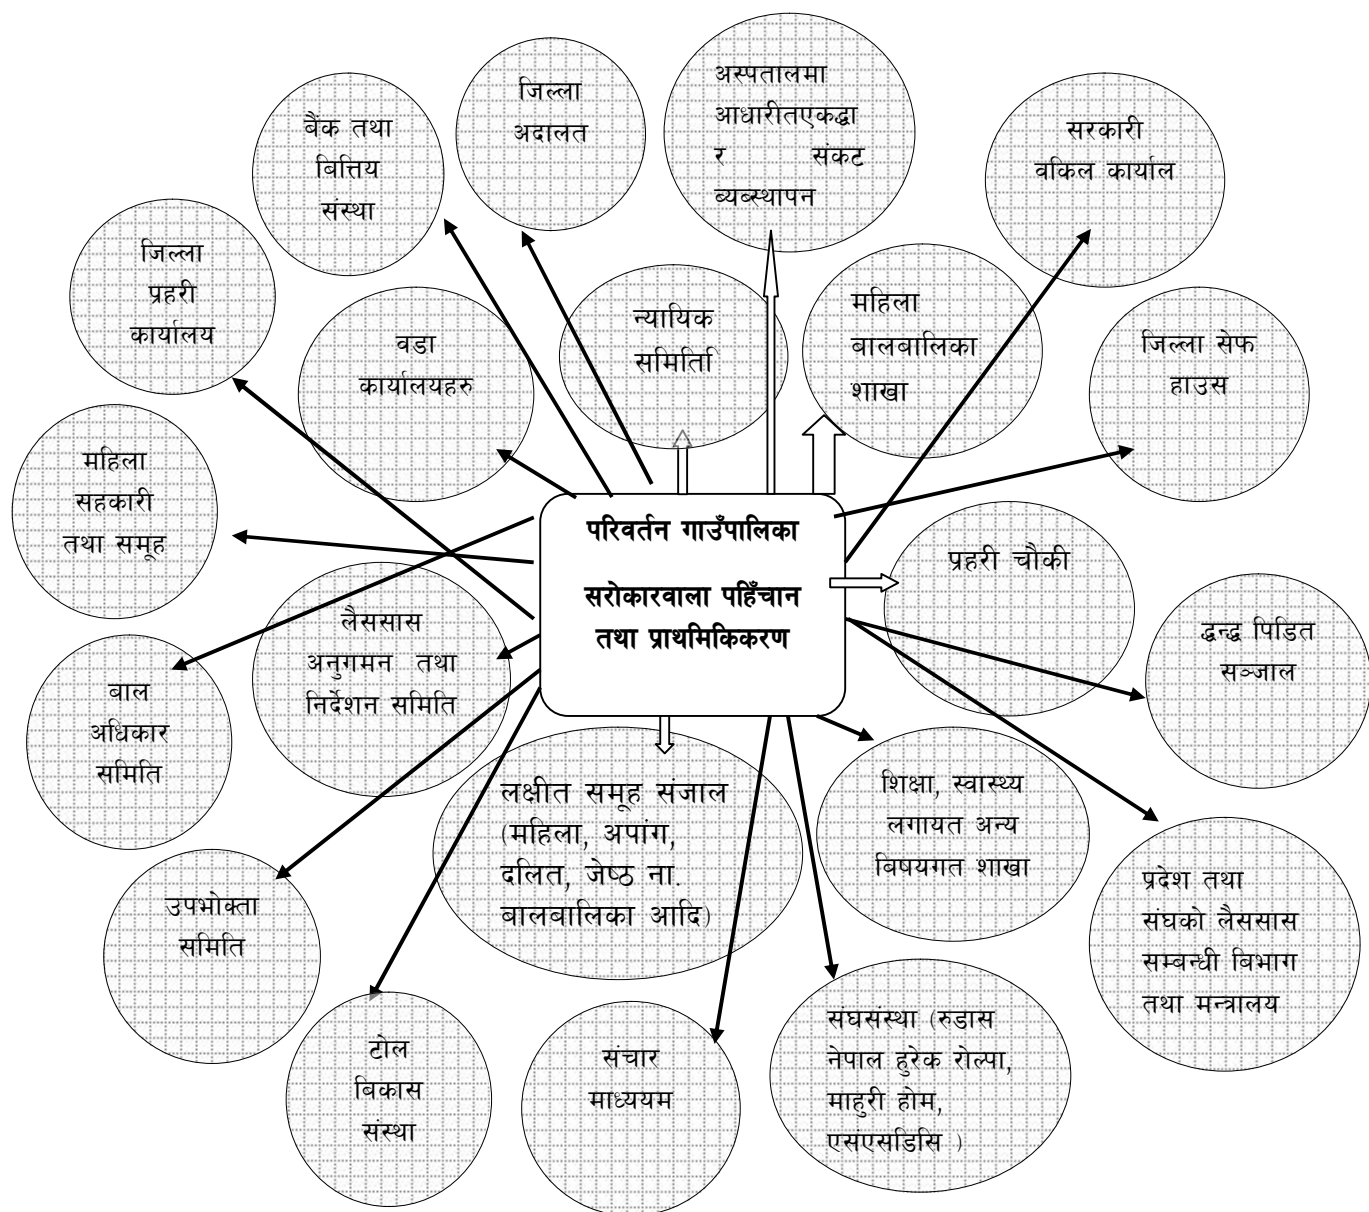 जिल्ला
अदालत
अस्पतालमा
आधारीतएकद्धा
र संकट
ब्यब्स्थापन
बैंक तथा
बित्तिय
संस्था
सरकारी
वकिल कार्याल
जिल्ला
प्रहरी
कार्यालय
वडा
कार्यालयहरु
न्यायिक
समिर्ति
महिला
बालबालिका
शाखा
जिल्ला सेफ
हाउस
महिला
सहकारी
तथा समूह
परिवर्तन गाउँपालिका
सरोकारवाला पहिँचान
तथा प्राथमिकिकरण
प्रहरी चौकी
लैससास
अनुगमन तथा
निर्देशन समिति
द्धन्द्ध पिडित
सञ्जाल
बाल
अधिकार
समिति
लक्षीत समूह संजाल
(महिला, अपांग,
दलित, जेष्ठ ना.
बालबालिका आदि)
शिक्षा, स्वास्थ्य
लगायत अन्य
बिषयगत शाखा
प्रदेश तथा
संघको लैससास
सम्बन्धी बिभाग
तथा मन्त्रालय
उपभोक्ता
समिति
टोल
बिकास
संस्था
संचार
माध्ययम
संघसंस्था (रुडास
नेपाल हुरेक रोल्पा,
माहुरी होम,
एसंएसडिसि )